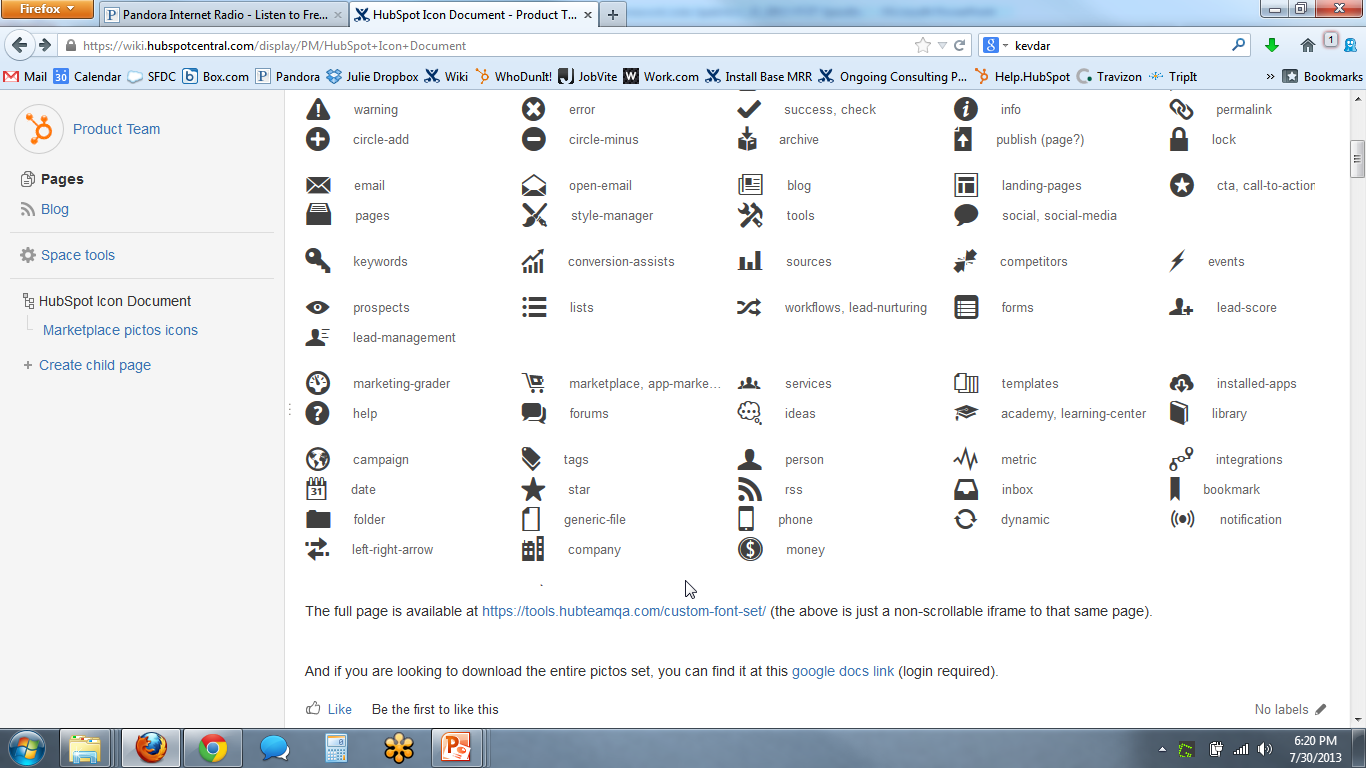 Firefox
Pandora Internet Radio - Listen to Fre...
HubSpot Icon Document - Product T...
https://wiki.hubspotcentral.com/display/PM/HubSpot+Icon+Document
kevdar
1
Mail
Calendar
SFDC
Box.com
Pandora
Julie Dropbox
Wiki
WhoDunIt!
JobVite
Work.com
Install Base MRR
Ongoing Consulting P...
Help.HubSpot
Travizon
TripIt
Bookmarks
Product Team
Pages
Blog
Space tools
HubSpot Icon Document
Marketplace pictos icons
Create child page
warning error success, check info permalink
circle-add circle-minus archive publish (page?) lock
email open-email blog landing-pages cta, call-to-action
pages style-manager tools social, social-media
keywords conversion-assists sources competitors events
prospects lists workflows, lead-nurturing forms lead-score
lead-management
marketing-grader marketplace, app-marke... services templates installed-apps
help forums ideas academy, learning-center library
campaign tags person metric integrations
31 date star rss inbox bookmark
folder generic-file phone dynamic notification
left-right-arrow company money
The full page is available at https://tools.hubteamqa.com/custom-font-set/ (the above is just a non-scrollable iframe to that same page).
And if you are looking to download the entire pictos set, you can find it at this google docs link (login required).
Like Be the first to like this No labels
6:20 PM
7/30/2013